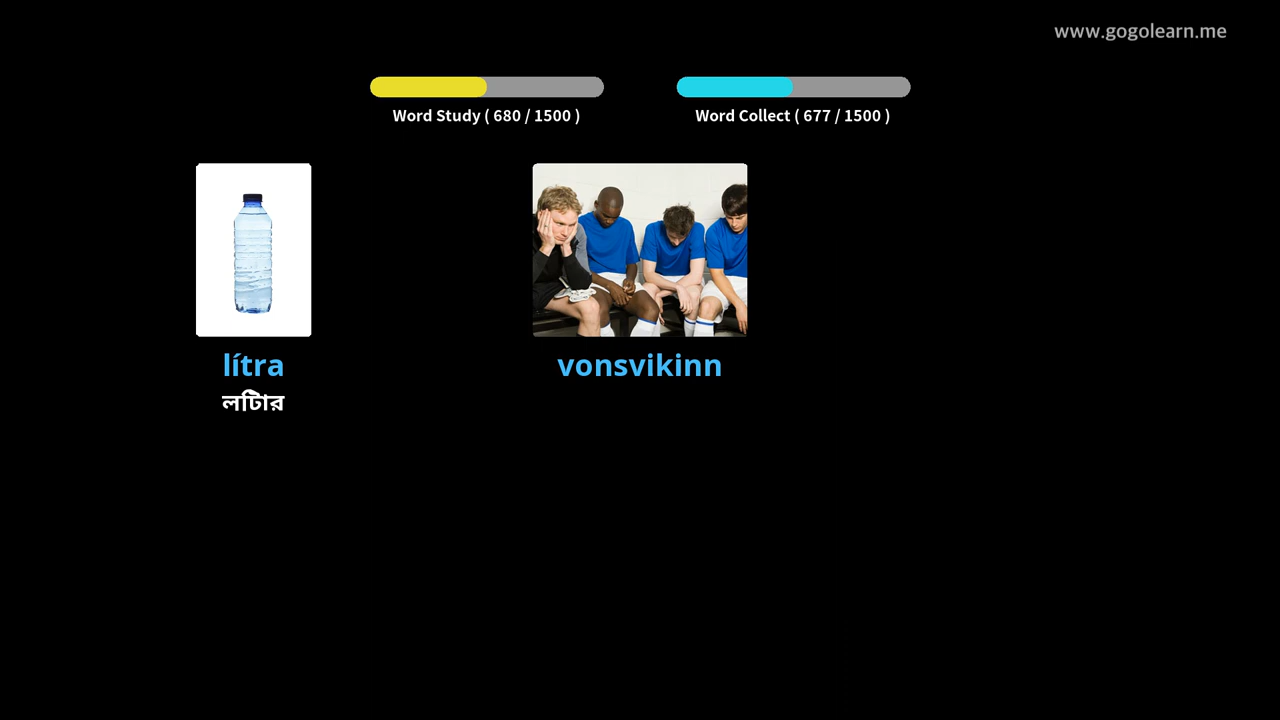 www.gogolearn.me
Word Study ( 680 / 1500 )
Word Collect ( 677 / 1500 )
lítra
vonsvikinn
লিটার